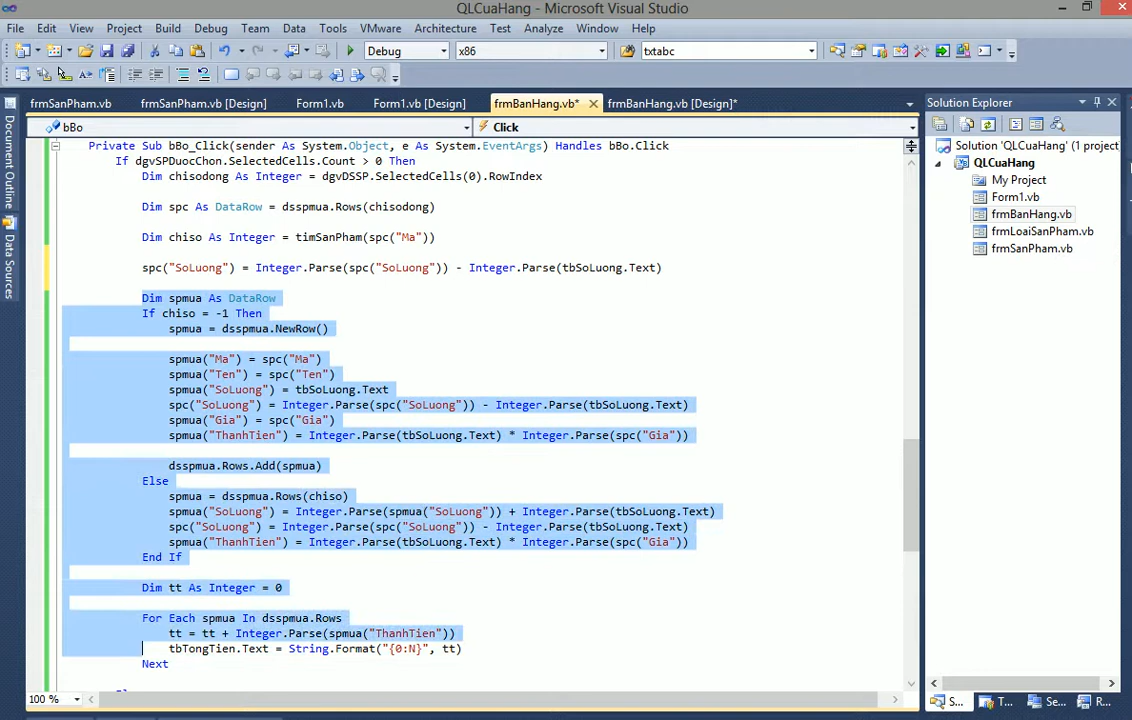 QLCuaHang - Microsoft Visual Studio
File Edit View Project Build Debug Team Data Tools VMware Architecture Test Analyze Window Help
Debug x86 txtabc
frmSanPham.vb frmSanPham.vb [Design] Form1.vb Form1.vb [Design] frmBanHang.vb* frmBanHang.vb [Design]*
bBo Click
Private Sub bBo_Click(sender As System.Object, e As System.EventArgs) Handles bBo.Click
If dgvSPDuocChon.SelectedCells.Count > 0 Then
Dim chisodong As Integer = dgvDSSP.SelectedCells(0).RowIndex
Dim spc As DataRow = dsspmua.Rows(chisodong)
Dim chiso As Integer = timSanPham(spc("Ma"))
spc("SoLuong") = Integer.Parse(spc("SoLuong")) - Integer.Parse(tbSoLuong.Text)
Dim spmua As DataRow
If chiso = -1 Then
spmua = dsspmua.NewRow()
spmua("Ma") = spc("Ma")
spmua("Ten") = spc("Ten")
spmua("SoLuong") = tbSoLuong.Text
spc("SoLuong") = Integer.Parse(spc("SoLuong")) - Integer.Parse(tbSoLuong.Text)
spmua("Gia") = spc("Gia")
spmua("ThanhTien") = Integer.Parse(tbSoLuong.Text) * Integer.Parse(spc("Gia"))
dsspmua.Rows.Add(spmua)
Else
spmua = dsspmua.Rows(chiso)
spmua("SoLuong") = Integer.Parse(spmua("SoLuong")) + Integer.Parse(tbSoLuong.Text)
spc("SoLuong") = Integer.Parse(spc("SoLuong")) - Integer.Parse(tbSoLuong.Text)
spmua("ThanhTien") = Integer.Parse(tbSoLuong.Text) * Integer.Parse(spc("Gia"))
End If
Dim tt As Integer = 0
For Each spmua In dsspmua.Rows
tt = tt + Integer.Parse(spmua("ThanhTien"))
tbTongTien.Text = String.Format("{0:N}", tt)
Next
100 %
Document Outline
Data Sources
Solution Explorer
Solution 'QLCuaHang' (1 project)
QLCuaHang
My Project
Form1.vb
frmBanHang.vb
frmLoaiSanPham.vb
frmSanPham.vb
S... T... Se... R...